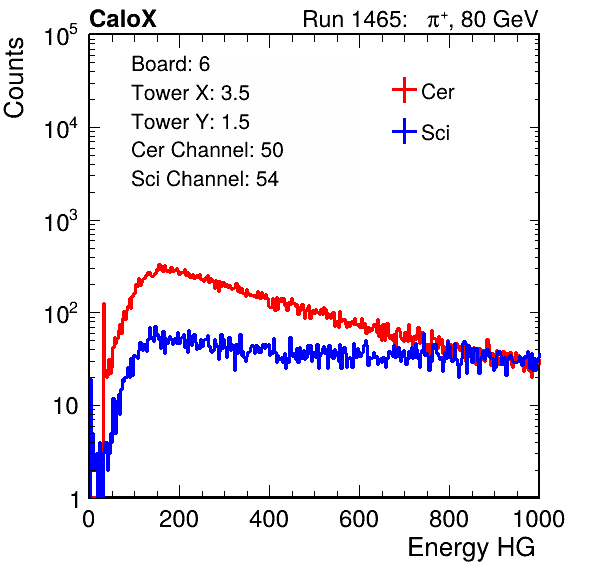 CaloX Run 1465: π⁺, 80 GeV
Counts
10⁵
10⁴
10³
10²
10
1
Board: 6
Tower X: 3.5
Tower Y: 1.5
Cer Channel: 50
Sci Channel: 54
Cer
Sci
0 200 400 600 800 1000
Energy HG